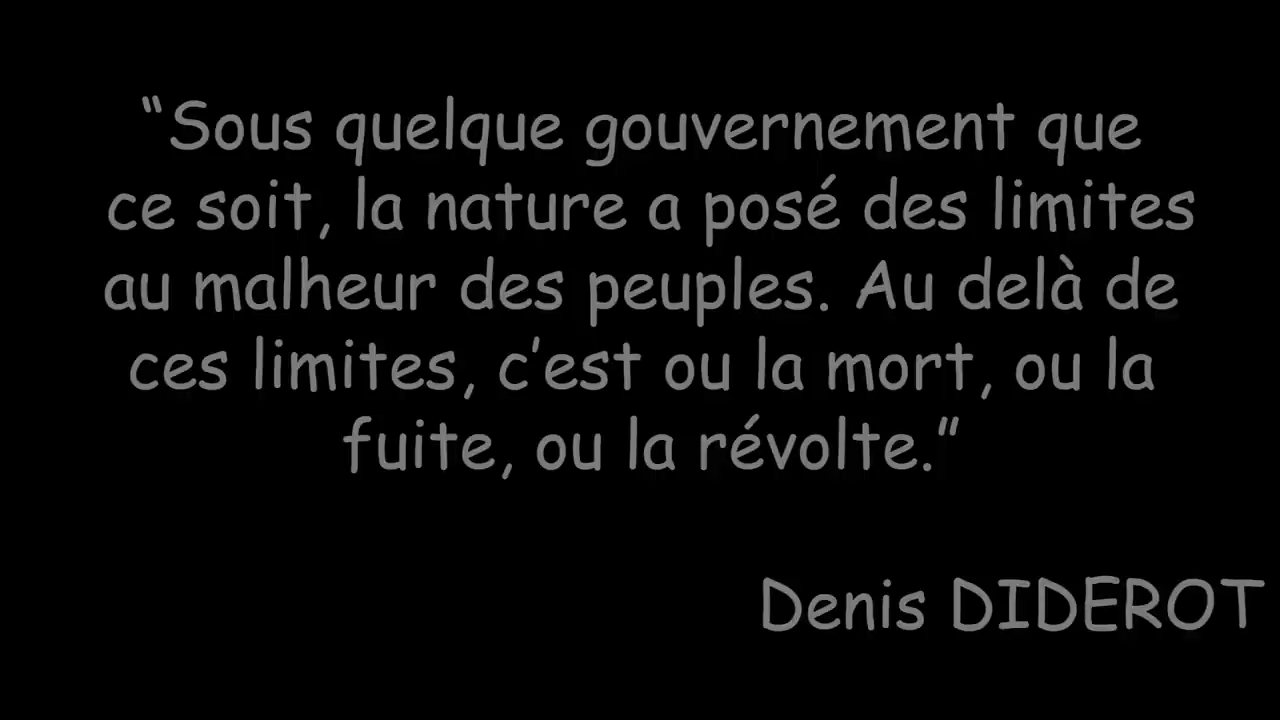 “Sous quelque gouvernement que
ce soit, la nature a posé des limites
au malheur des peuples. Au delà de
ces limites, c’est ou la mort, ou la
fuite, ou la révolte.”
Denis DIDEROT